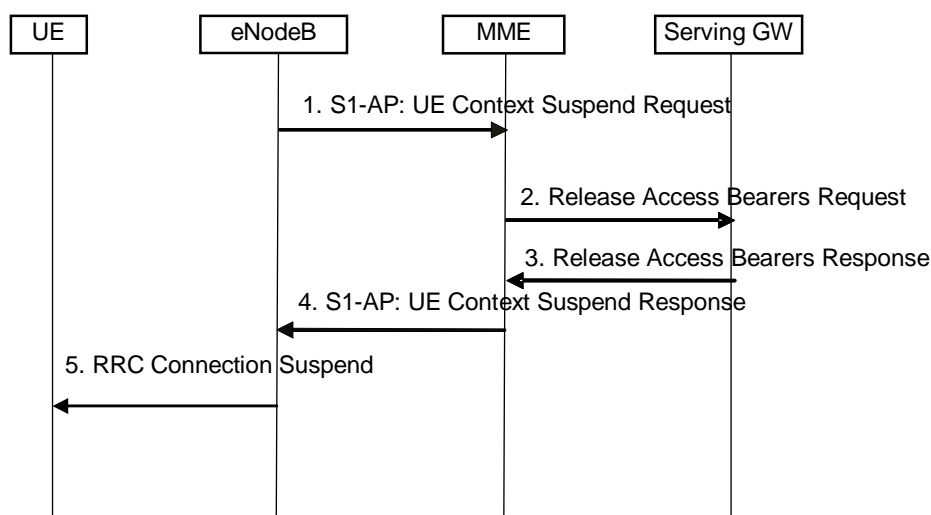 UE
eNodeB
MME
Serving GW
1. S1-AP: UE Context Suspend Request
2. Release Access Bearers Request
3. Release Access Bearers Response
4. S1-AP: UE Context Suspend Response
5. RRC Connection Suspend